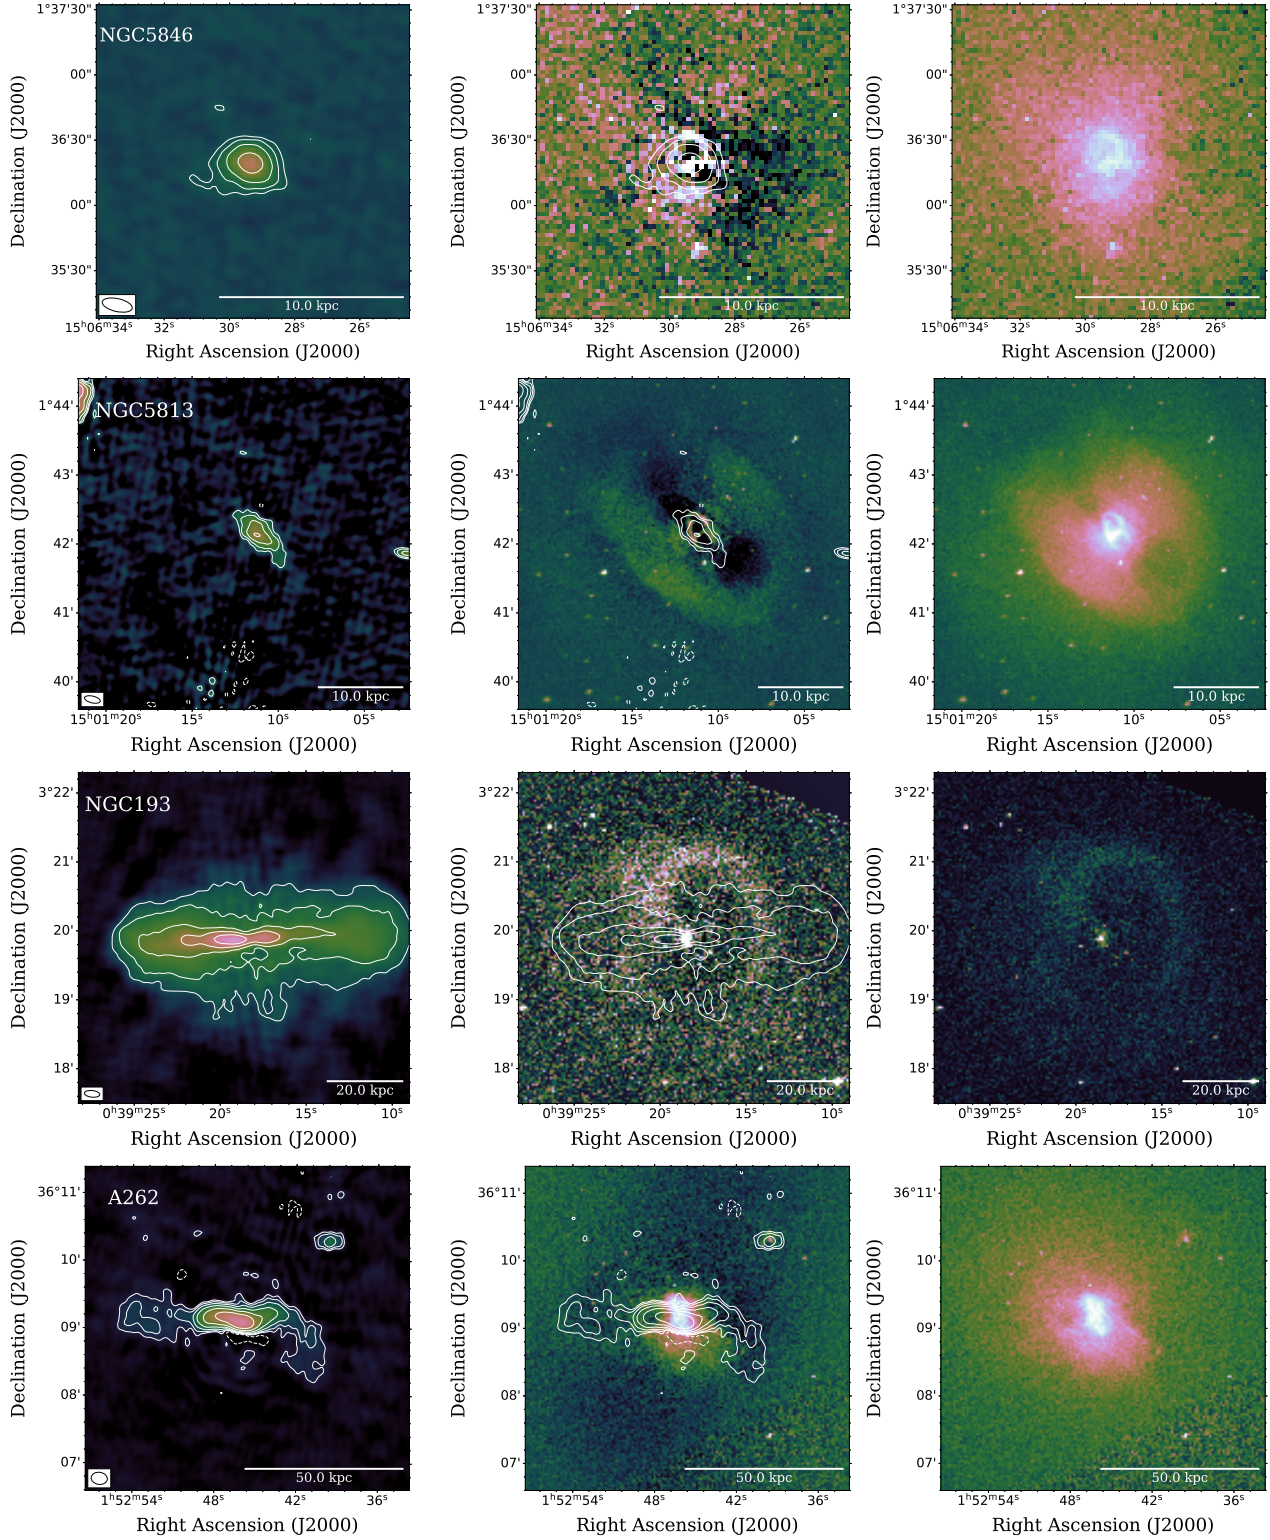 NGC5846
Declination (J2000)
1°37'30"
00"
36'30"
00"
35'30"
10.0 kpc
15ʰ06ᵐ34ˢ 32ˢ 30ˢ 28ˢ 26ˢ
Right Ascension (J2000)
Declination (J2000)
1°37'30"
00"
36'30"
00"
35'30"
10.0 kpc
15ʰ06ᵐ34ˢ 32ˢ 30ˢ 28ˢ 26ˢ
Right Ascension (J2000)
Declination (J2000)
1°37'30"
00"
36'30"
00"
35'30"
10.0 kpc
15ʰ06ᵐ34ˢ 32ˢ 30ˢ 28ˢ 26ˢ
Right Ascension (J2000)
NGC5813
Declination (J2000)
1°44'
43'
42'
41'
40'
10.0 kpc
15ʰ01ᵐ20ˢ 15ˢ 10ˢ 05ˢ
Right Ascension (J2000)
Declination (J2000)
1°44'
43'
42'
41'
40'
10.0 kpc
15ʰ01ᵐ20ˢ 15ˢ 10ˢ 05ˢ
Right Ascension (J2000)
Declination (J2000)
1°44'
43'
42'
41'
40'
10.0 kpc
15ʰ01ᵐ20ˢ 15ˢ 10ˢ 05ˢ
Right Ascension (J2000)
NGC193
Declination (J2000)
3°22'
21'
20'
19'
18'
20.0 kpc
0ʰ39ᵐ25ˢ 20ˢ 15ˢ 10ˢ
Right Ascension (J2000)
Declination (J2000)
3°22'
21'
20'
19'
18'
20.0 kpc
0ʰ39ᵐ25ˢ 20ˢ 15ˢ 10ˢ
Right Ascension (J2000)
Declination (J2000)
3°22'
21'
20'
19'
18'
20.0 kpc
0ʰ39ᵐ25ˢ 20ˢ 15ˢ 10ˢ
Right Ascension (J2000)
A262
Declination (J2000)
36°11'
10'
09'
08'
07'
50.0 kpc
1ʰ52ᵐ54ˢ 48ˢ 42ˢ 36ˢ
Right Ascension (J2000)
Declination (J2000)
36°11'
10'
09'
08'
07'
50.0 kpc
1ʰ52ᵐ54ˢ 48ˢ 42ˢ 36ˢ
Right Ascension (J2000)
Declination (J2000)
36°11'
10'
09'
08'
07'
50.0 kpc
1ʰ52ᵐ54ˢ 48ˢ 42ˢ 36ˢ
Right Ascension (J2000)